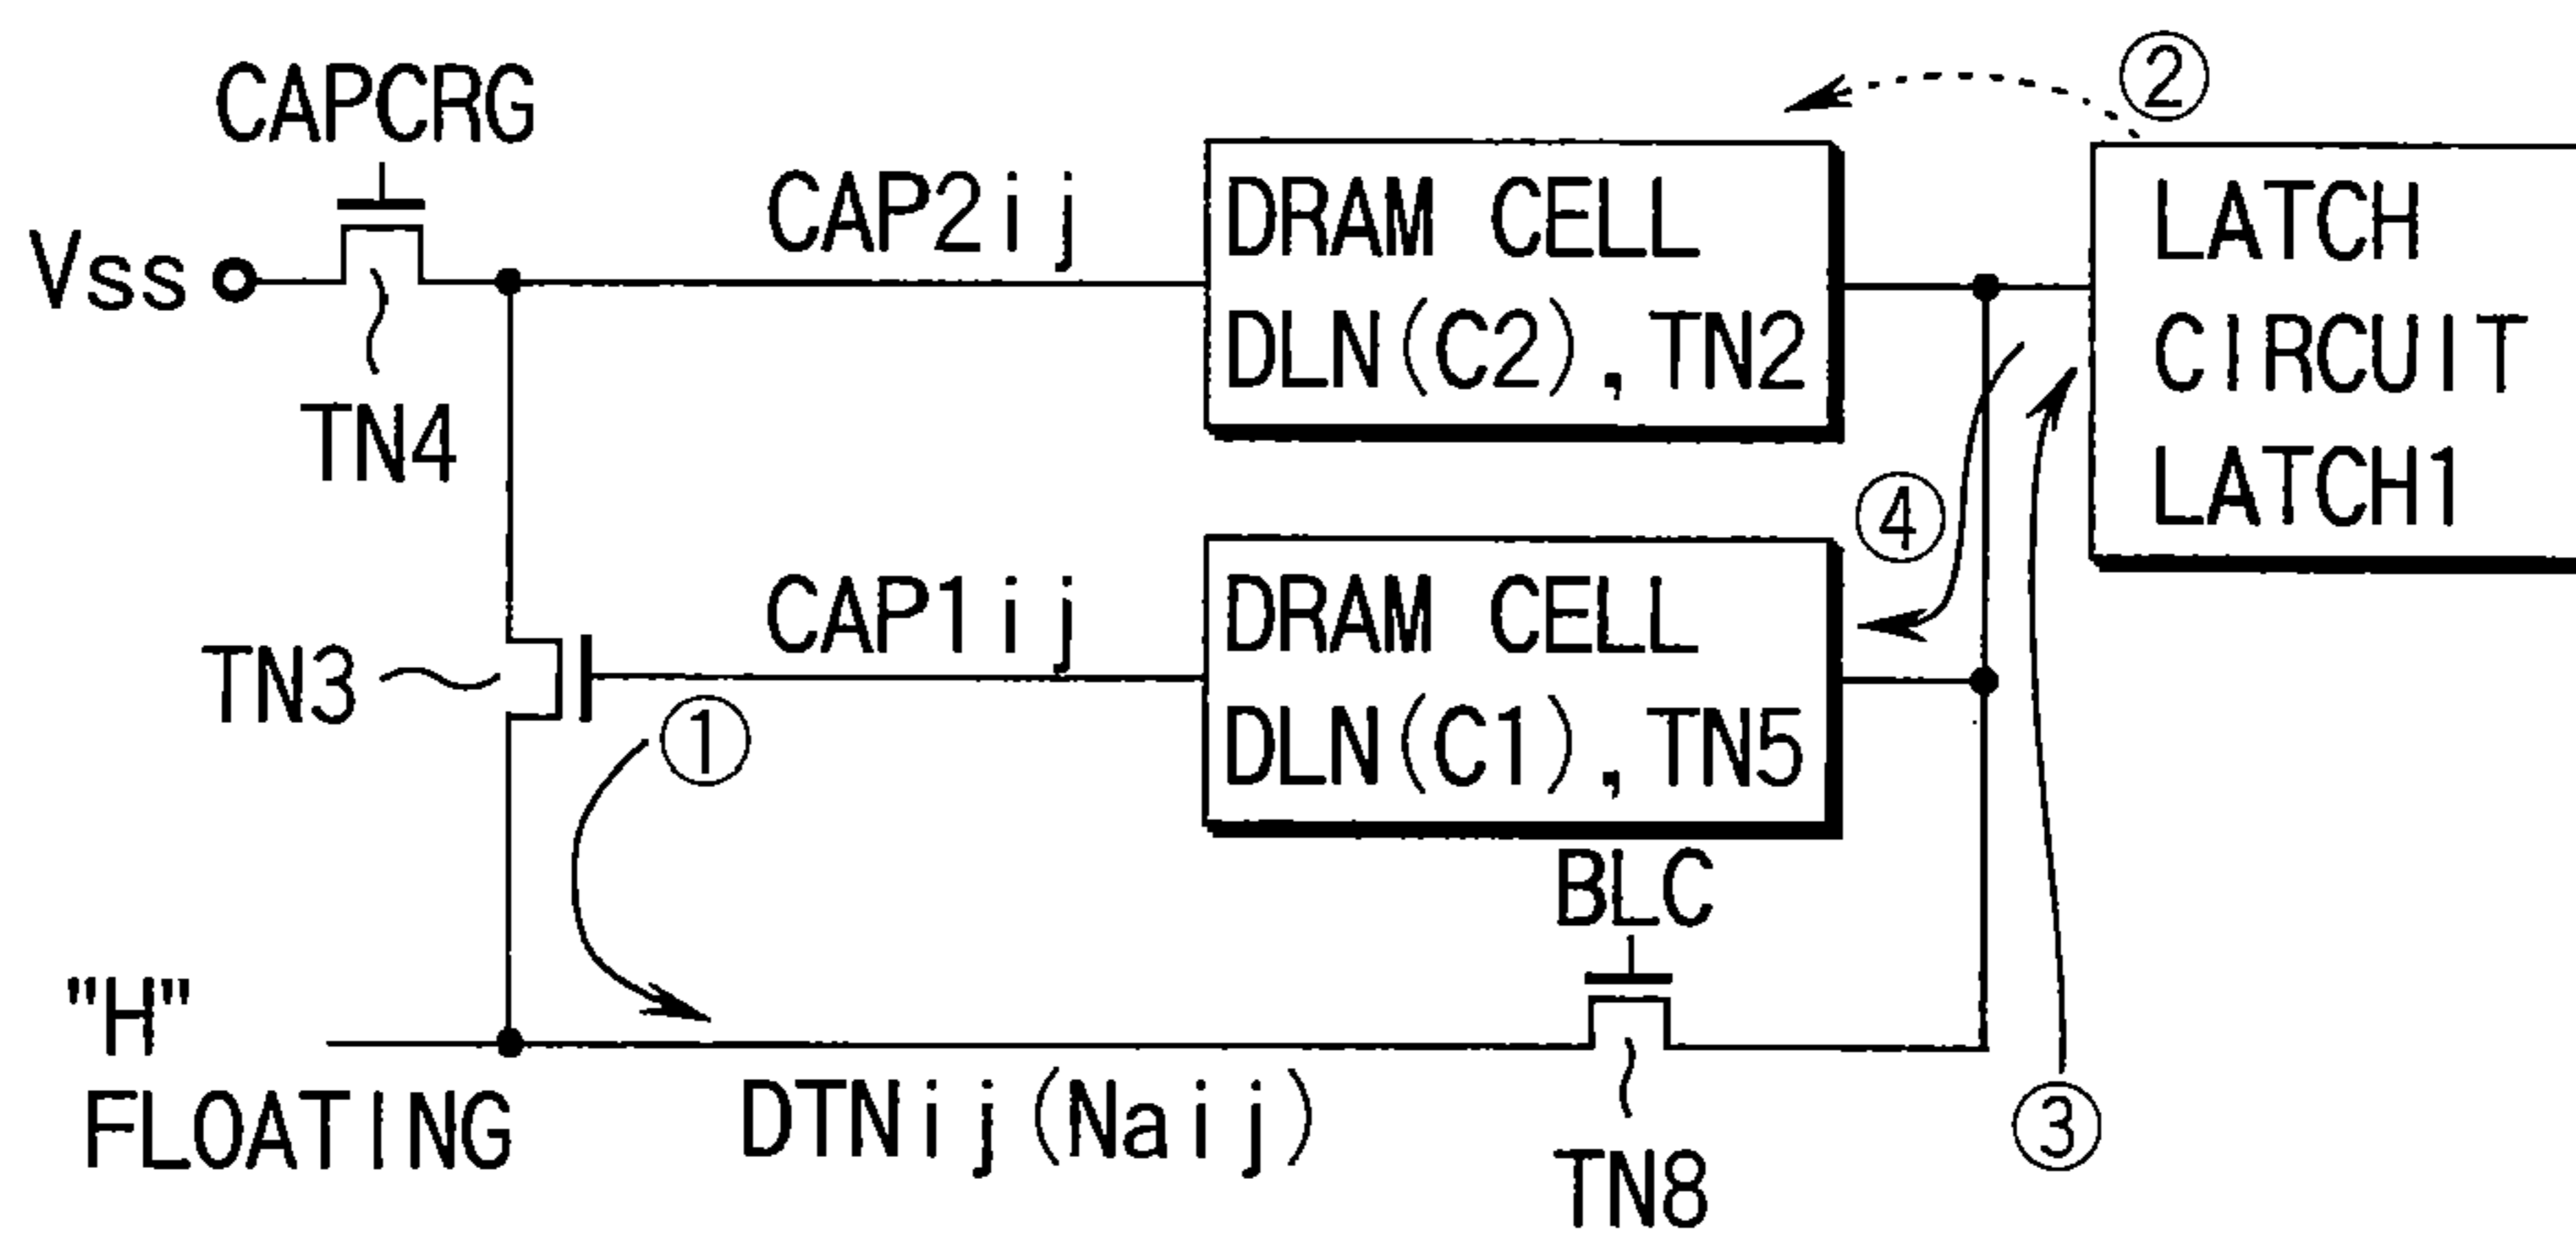 CAPCRG
②
Vss
CAP2ij
DRAM CELL
DLN(C2), TN2
LATCH
CIRCUIT
LATCH1
TN4
④
TN3
CAP1ij
DRAM CELL
DLN(C1), TN5
①
BLC
"H"
FLOATING
DTNij(Naij)
TN8
③